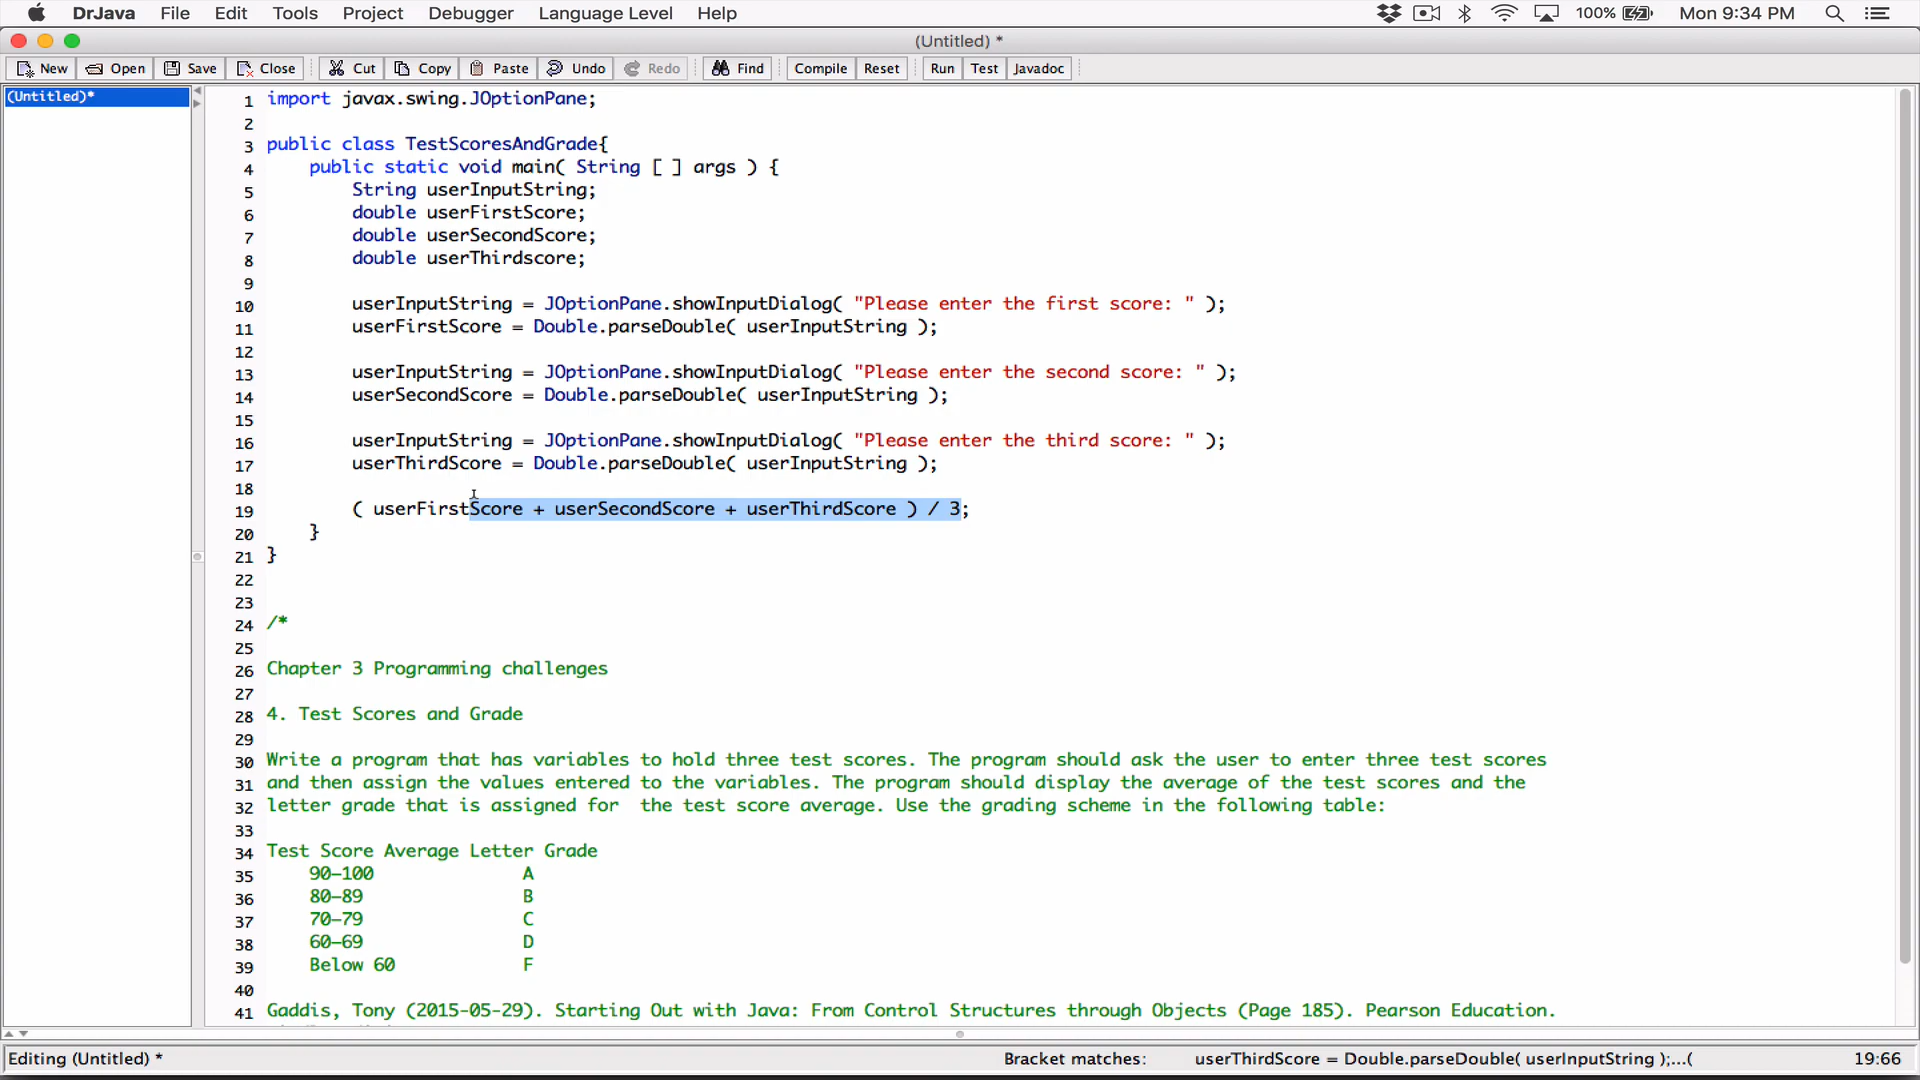 DrJava File Edit Tools Project Debugger Language Level Help 100% Mon 9:34 PM
(Untitled) *
New Open Save Close Cut Copy Paste Undo Redo Find Compile Reset Run Test Javadoc
(Untitled)*
1 import javax.swing.JOptionPane;
2
3 public class TestScoresAndGrade{
4 public static void main( String [ ] args ) {
5 String userInputString;
6 double userFirstScore;
7 double userSecondScore;
8 double userThirdscore;
9
10 userInputString = JOptionPane.showInputDialog( "Please enter the first score: " );
11 userFirstScore = Double.parseDouble( userInputString );
12
13 userInputString = JOptionPane.showInputDialog( "Please enter the second score: " );
14 userSecondScore = Double.parseDouble( userInputString );
15
16 userInputString = JOptionPane.showInputDialog( "Please enter the third score: " );
17 userThirdScore = Double.parseDouble( userInputString );
18
19 ( userFirstScore + userSecondScore + userThirdScore ) / 3;
20 }
21 }
22
23
24 /*
25
26 Chapter 3 Programming challenges
27
28 4. Test Scores and Grade
29
30 Write a program that has variables to hold three test scores. The program should ask the user to enter three test scores
31 and then assign the values entered to the variables. The program should display the average of the test scores and the
32 letter grade that is assigned for  the test score average. Use the grading scheme in the following table:
33
34 Test Score Average Letter Grade
35 90–100 A
36 80–89 B
37 70–79 C
38 60–69 D
39 Below 60 F
40
41 Gaddis, Tony (2015-05-29). Starting Out with Java: From Control Structures through Objects (Page 185). Pearson Education.
Editing (Untitled) * Bracket matches: userThirdScore = Double.parseDouble( userInputString );...( 19:66